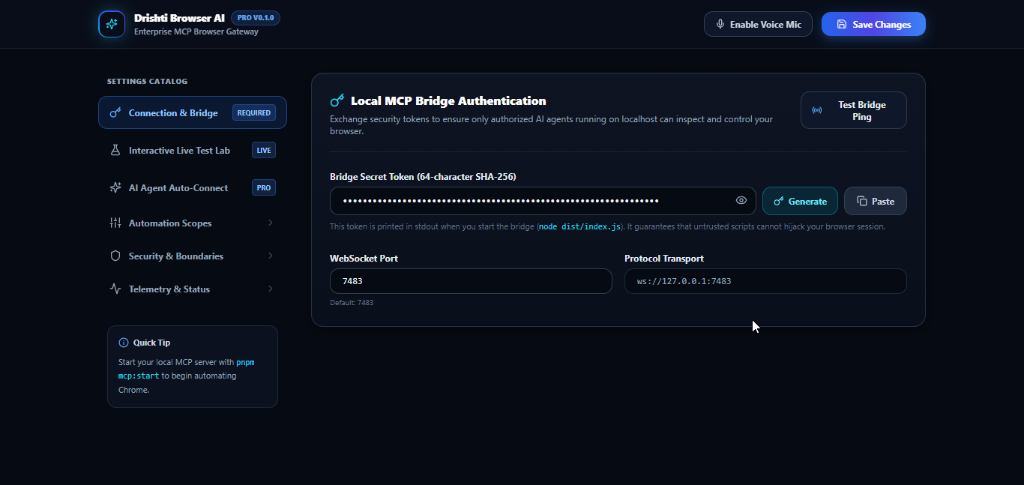 Drishti Browser AI PRO V0.1.0
Enterprise MCP Browser Gateway
Enable Voice Mic
Save Changes
SETTINGS CATALOG
Connection & Bridge REQUIRED
Interactive Live Test Lab LIVE
AI Agent Auto-Connect PRO
Automation Scopes
Security & Boundaries
Telemetry & Status
Quick Tip
Start your local MCP server with pnpm
mcp:start to begin automating
Chrome.
Local MCP Bridge Authentication
Exchange security tokens to ensure only authorized AI agents running on localhost can inspect and control your
browser.
Test Bridge
Ping
Bridge Secret Token (64-character SHA-256)
Generate
Paste
This token is printed in stdout when you start the bridge (node dist/index.js). It guarantees that untrusted scripts cannot hijack your browser session.
WebSocket Port
7483
Default: 7483
Protocol Transport
ws://127.0.0.1:7483